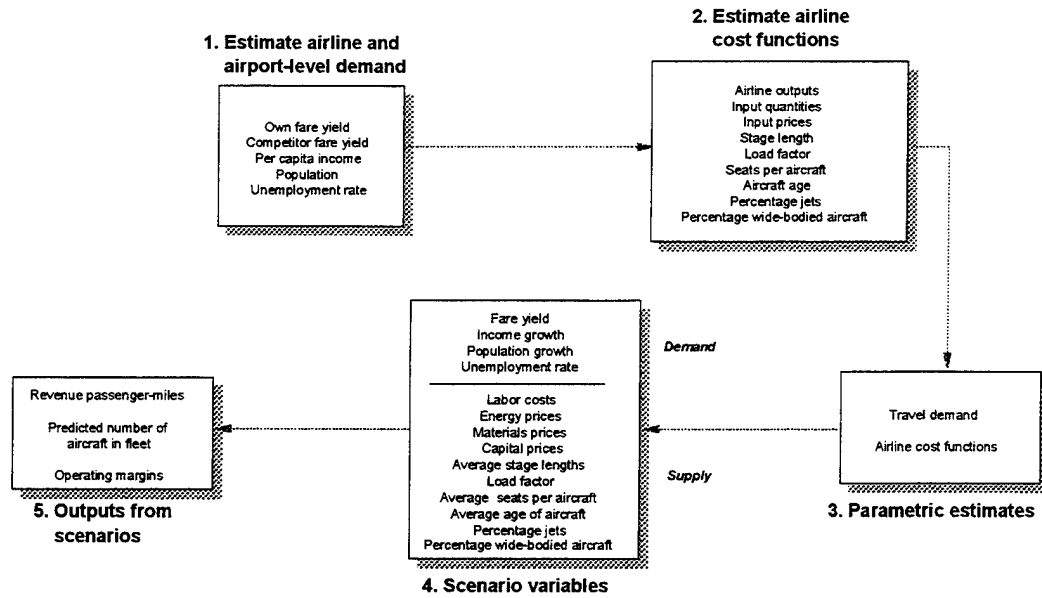 1. Estimate airline and
airport-level demand
Own fare yield
Competitor fare yield
Per capita income
Population
Unemployment rate
2. Estimate airline
cost functions
Airline outputs
Input quantities
Input prices
Stage length
Load factor
Seats per aircraft
Aircraft age
Percentage jets
Percentage wide-bodied aircraft
Travel demand
Airline cost functions
3. Parametric estimates
Demand
Supply
Fare yield
Income growth
Population growth
Unemployment rate
Labor costs
Energy prices
Materials prices
Capital prices
Average stage lengths
Load factor
Average seats per aircraft
Average age of aircraft
Percentage jets
Percentage wide-bodied aircraft
4. Scenario variables
Revenue passenger-miles
Predicted number of
aircraft in fleet
Operating margins
5. Outputs from
scenarios